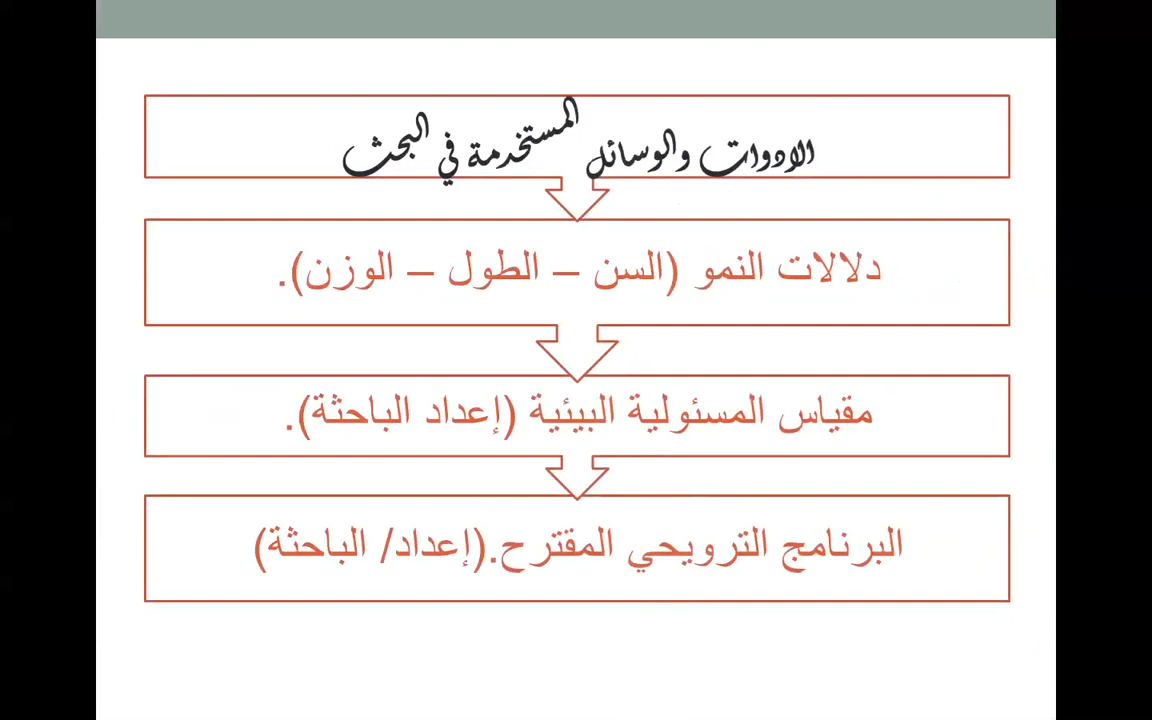 الادوات والوسائل المستخدمة في البحث
دلالات النمو (السن – الطول – الوزن).
مقياس المسئولية البيئية (إعداد الباحثة).
البرنامج الترويحي المقترح.(إعداد/ الباحثة)